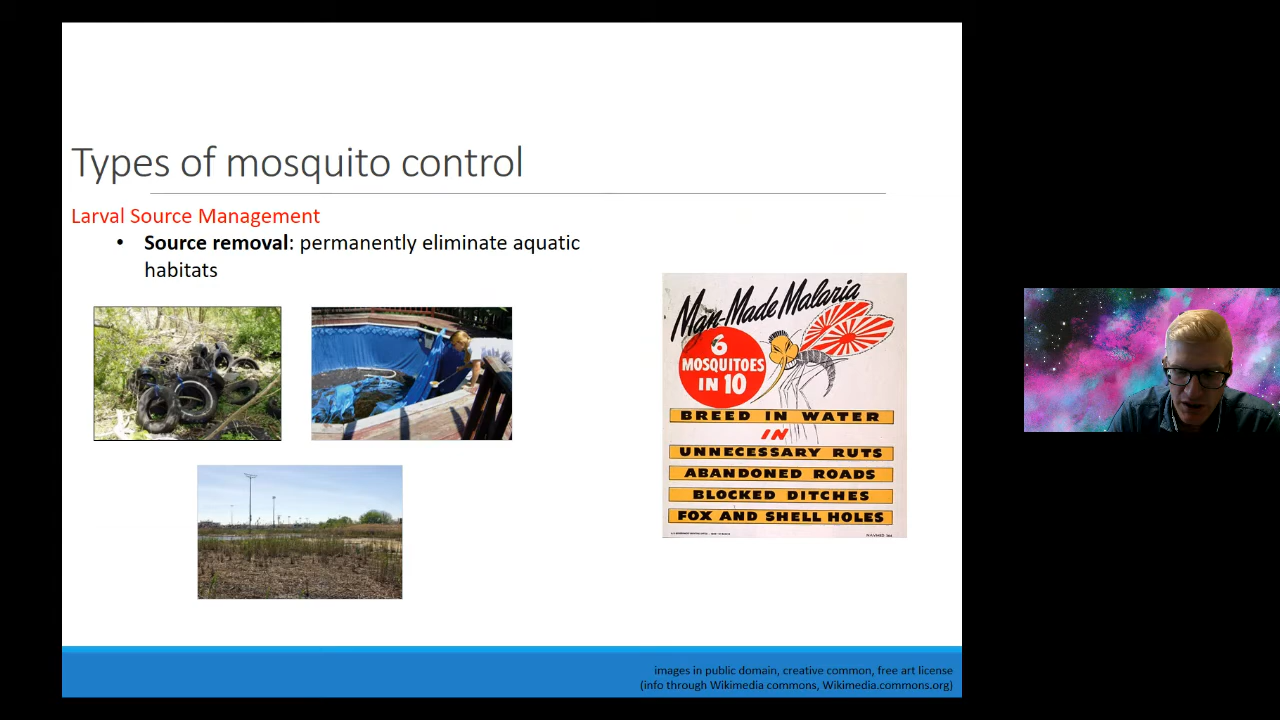 Types of mosquito control
Larval Source Management
• Source removal: permanently eliminate aquatic
habitats
Man-Made Malaria
6
MOSQUITOES
IN 10
BREED IN WATER
IN
UNNECESSARY RUTS
ABANDONED ROADS
BLOCKED DITCHES
FOX AND SHELL HOLES
images in public domain, creative common, free art license
(info through Wikimedia commons, Wikimedia.commons.org)